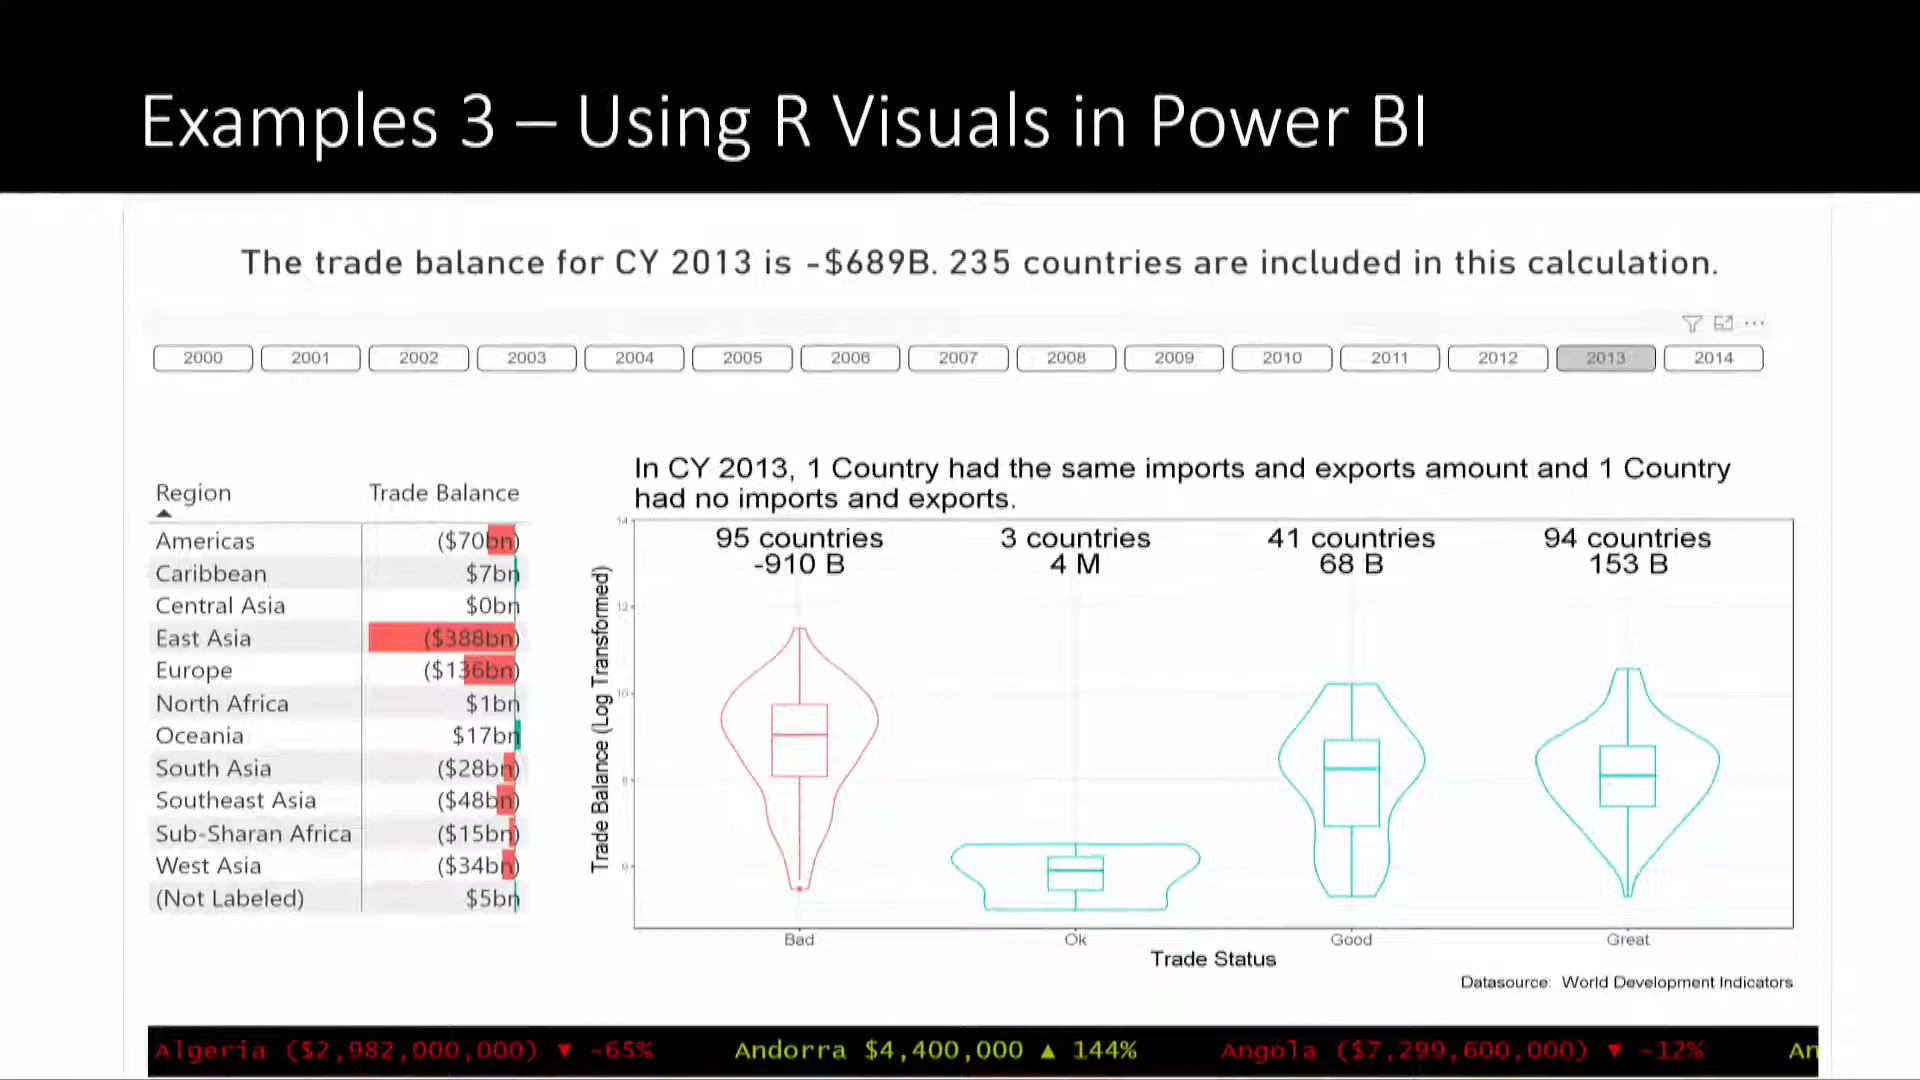 Examples 3 – Using R Visuals in Power BI
The trade balance for CY 2013 is -$689B. 235 countries are included in this calculation.
2000 2001 2002 2003 2004 2005 2006 2007 2008 2009 2010 2011 2012 2013 2014
Region Trade Balance
Americas ($70bn)
Caribbean $7bn
Central Asia $0bn
East Asia ($388bn)
Europe ($136bn)
North Africa $1bn
Oceania $17bn
South Asia ($28bn)
Southeast Asia ($48bn)
Sub-Sharan Africa ($15bn)
West Asia ($34bn)
(Not Labeled) $5bn
In CY 2013, 1 Country had the same imports and exports amount and 1 Country
had no imports and exports.
95 countries 3 countries 41 countries 94 countries
-910 B 4 M 68 B 153 B
Trade Balance (Log Transformed)
14
12
10
8
6
Bad Ok Good Great
Trade Status
Datasource: World Development Indicators
Algeria ($2,982,000,000) ▼ -65% Andorra $4,400,000 ▲ 144% Angola ($7,299,600,000) ▼ -12% An